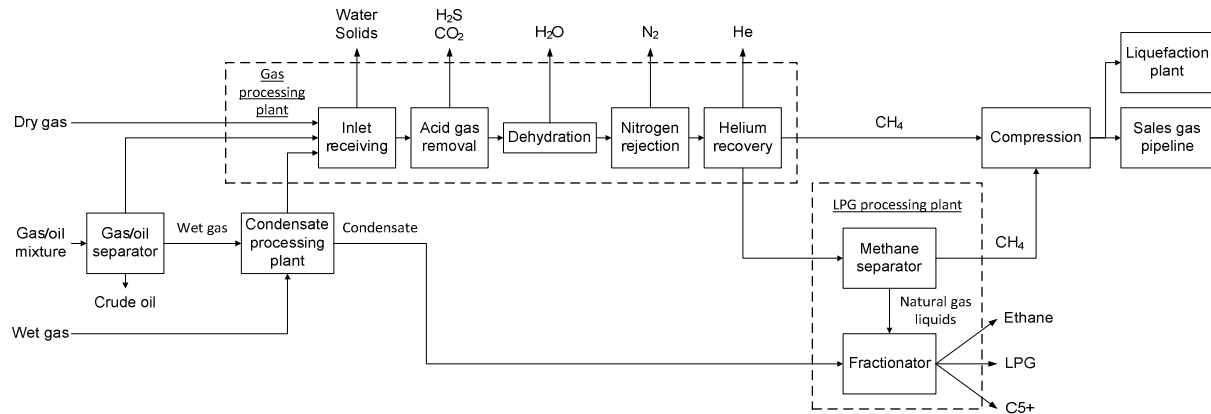 Water
Solids
H₂S
CO₂
H₂O
N₂
He
Gas
processing
plant
Liquefaction
plant
Dry gas
Inlet
receiving
Acid gas
removal
Dehydration
Nitrogen
rejection
Helium
recovery
CH₄
Compression
Sales gas
pipeline
LPG processing plant
Gas/oil
mixture
Gas/oil
separator
Wet gas
Condensate
processing
plant
Condensate
Methane
separator
CH₄
Crude oil
Natural gas
liquids
Wet gas
Ethane
Fractionator
LPG
C5+